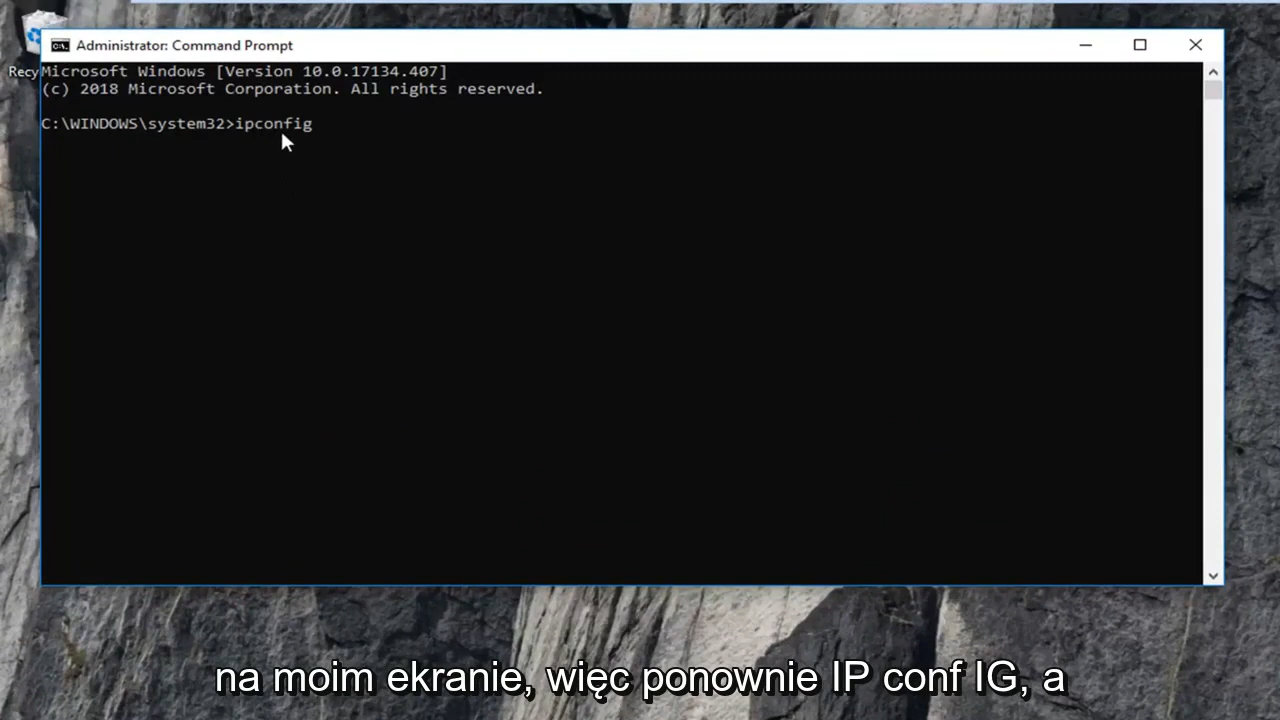 Administrator: Command Prompt
Recy
Microsoft Windows [Version 10.0.17134.407]
(c) 2018 Microsoft Corporation. All rights reserved.
C:\WINDOWS\system32>ipconfig
na moim ekranie, więc ponownie IP conf IG, a